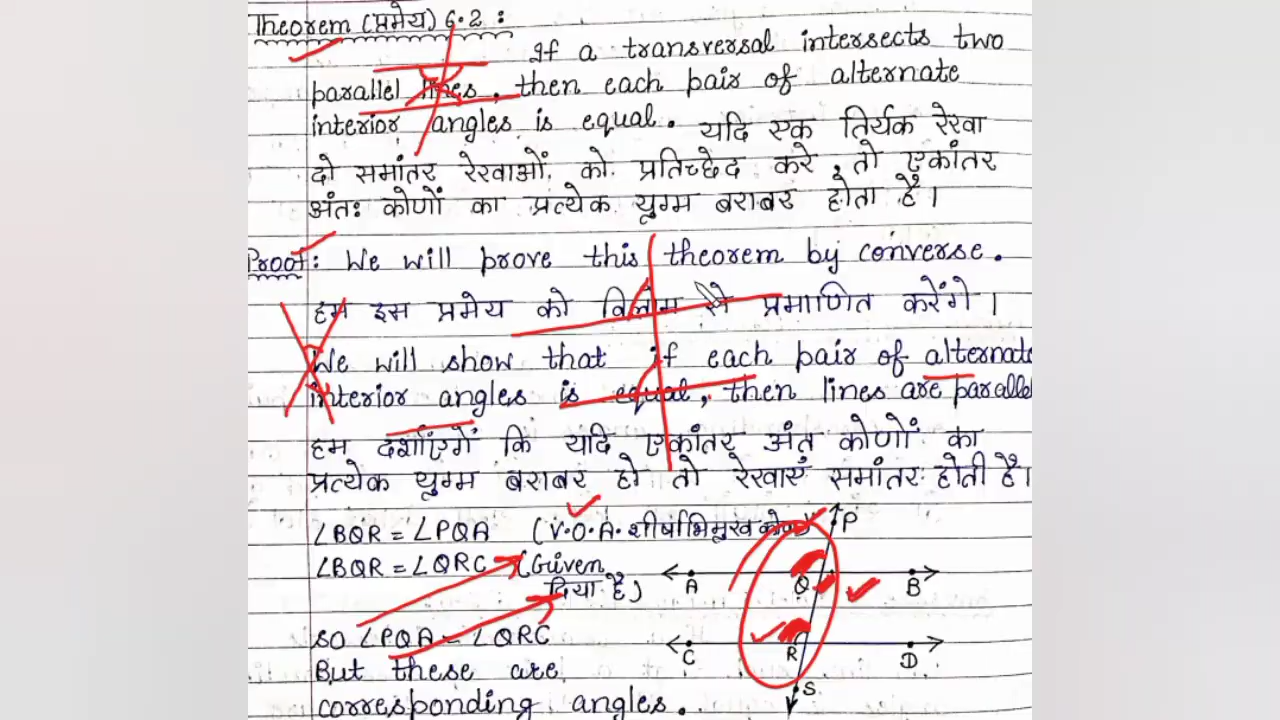 Theorem (प्रमेय) 6.2 :
If a transversal intersects two
parallel lines, then each pair of alternate
interior angles is equal. यदि एक तिर्यक रेखा
दो समांतर रेखाओं को प्रतिच्छेद करे, तो एकांतर
अंतः कोणों का प्रत्येक युग्म बराबर होता है।
Proof: We will prove this theorem by converse.
हम इस प्रमेय को विलोम से प्रमाणित करेंगे।
We will show that if each pair of alternate
interior angles is equal, then lines are parallel
हम दर्शाएंगें कि यदि एकांतर अंत कोणों का
प्रत्येक युग्म बराबर हो तो रेखाएं समांतर होती है।
∠BQR = ∠PQA (V.O.A. शीर्षाभिमुख कोण)
∠BQR = ∠QRC (Given
दिया है)
so ∠PQA = ∠QRC
But these are
corresponding angles.
P
A Q B
C R D
S